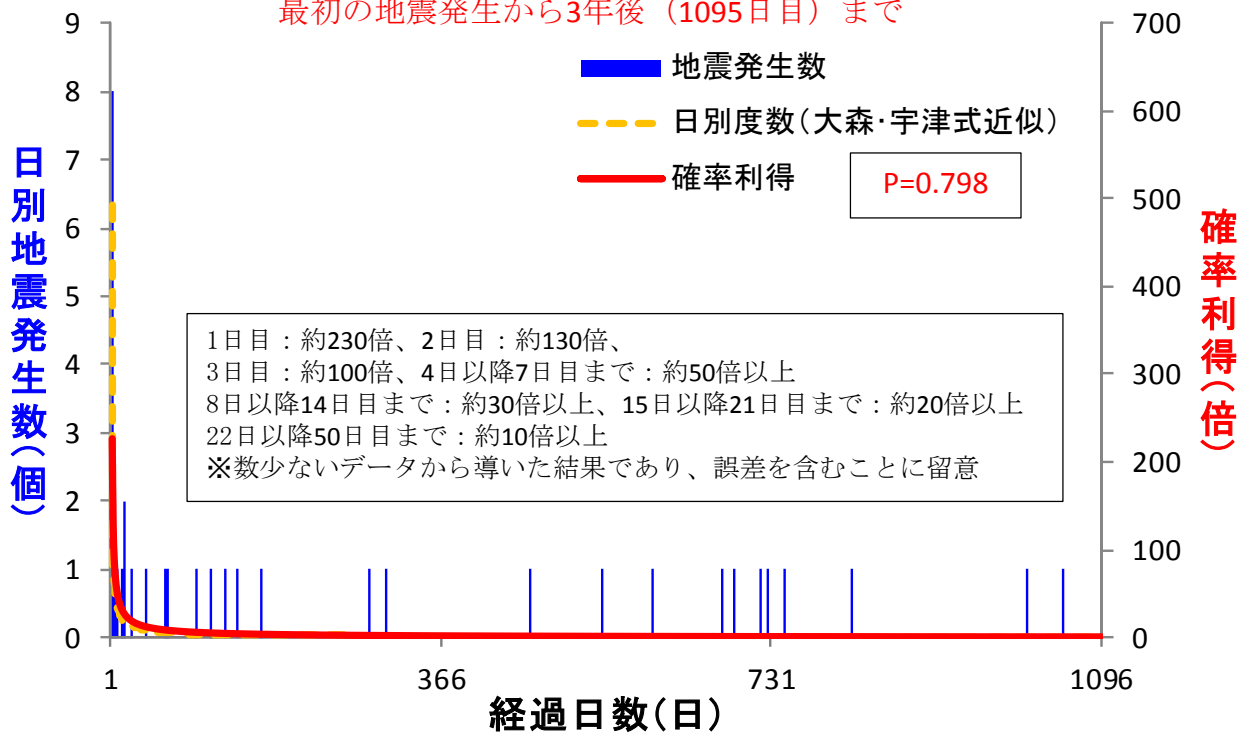 最初の地震発生から3年後（1095日目）まで
地震発生数
日別度数（大森・宇津式近似）
確率利得
P=0.798
日別地震発生数（個）
9
8
7
6
5
4
3
2
1
0
1日目：約230倍、2日目：約130倍、
3日目：約100倍、4日以降7日目まで：約50倍以上
8日以降14日目まで：約30倍以上、15日以降21日目まで：約20倍以上
22日以降50日目まで：約10倍以上
※数少ないデータから導いた結果であり、誤差を含むことに留意
700
600
500
400
300
200
100
0
確率利得（倍）
1
366
731
1096
経過日数（日）